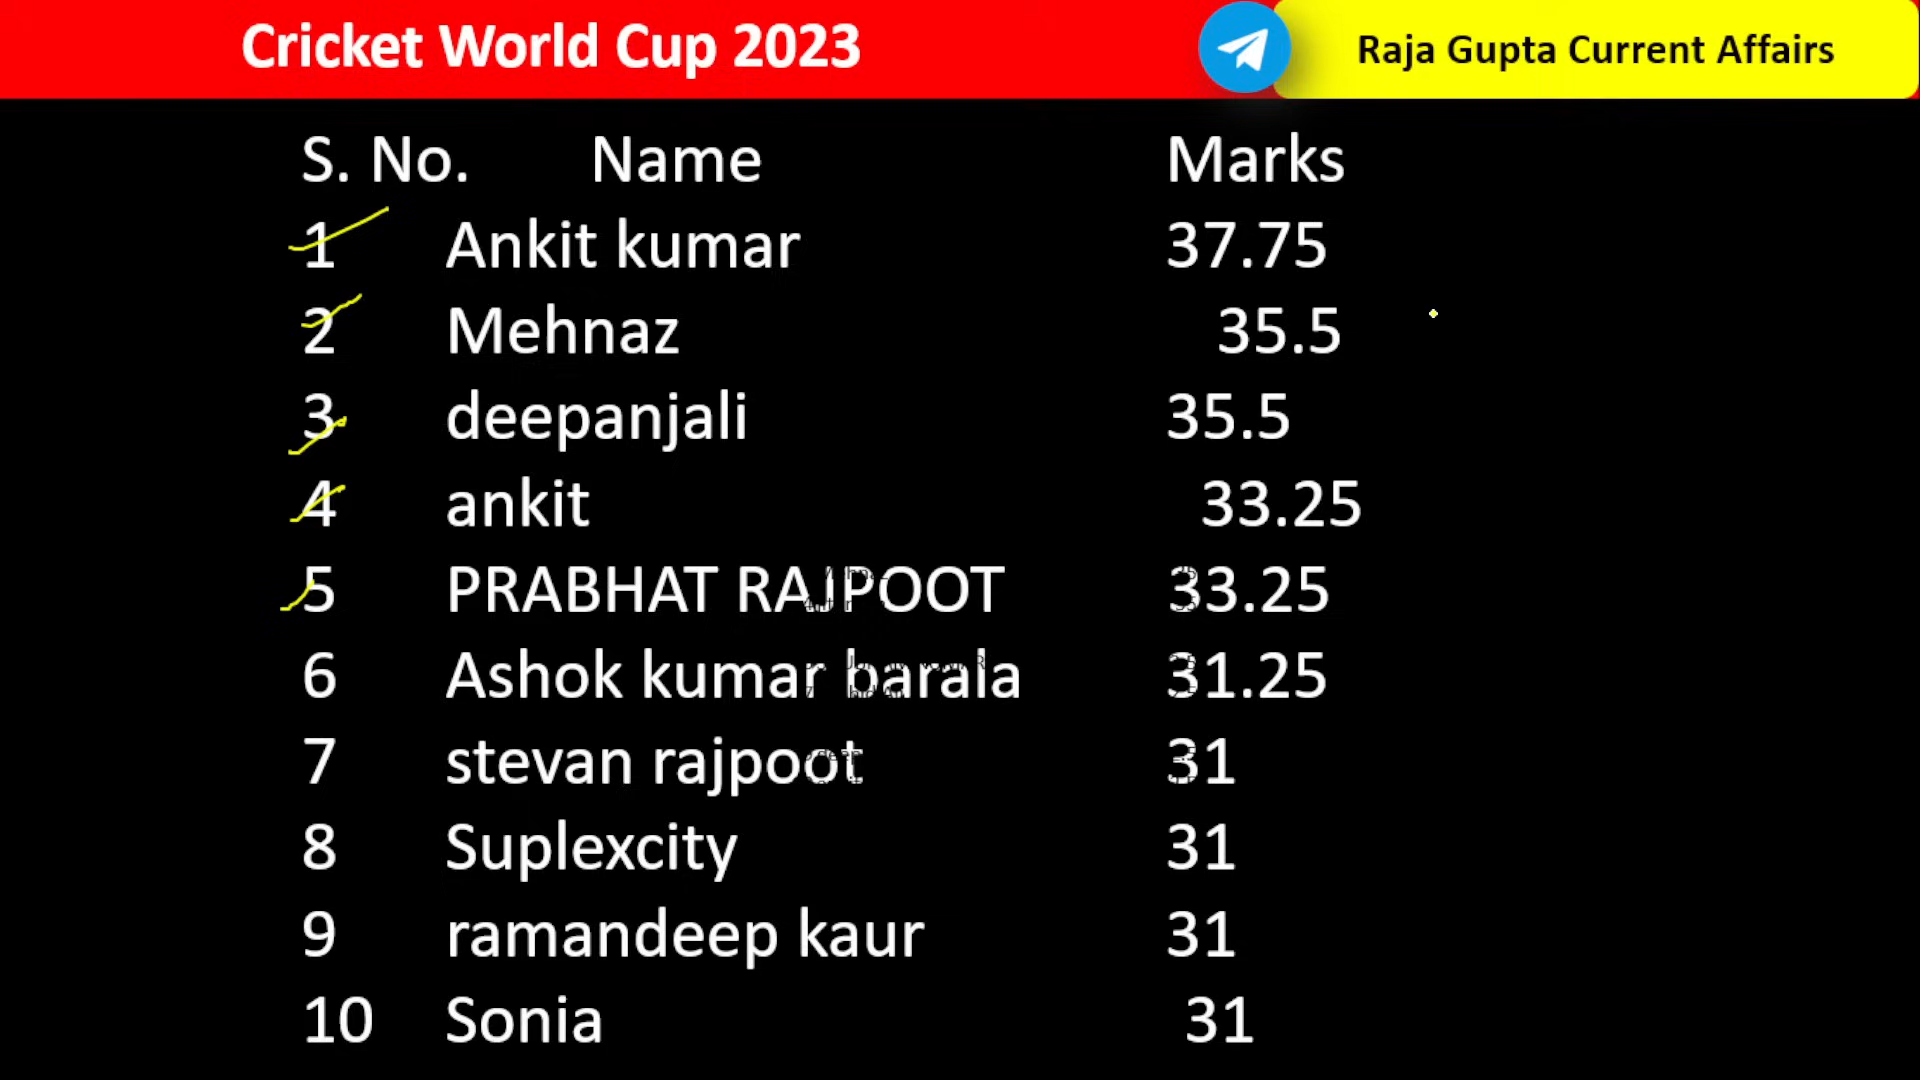 Cricket World Cup 2023
Raja Gupta Current Affairs
S. No. Name Marks
1 Ankit kumar 37.75
2 Mehnaz 35.5
3 deepanjali 35.5
4 ankit 33.25
5 PRABHAT RAJPOOT 33.25
6 Ashok kumar barala 31.25
7 stevan rajpoot 31
8 Suplexcity 31
9 ramandeep kaur 31
10 Sonia 31